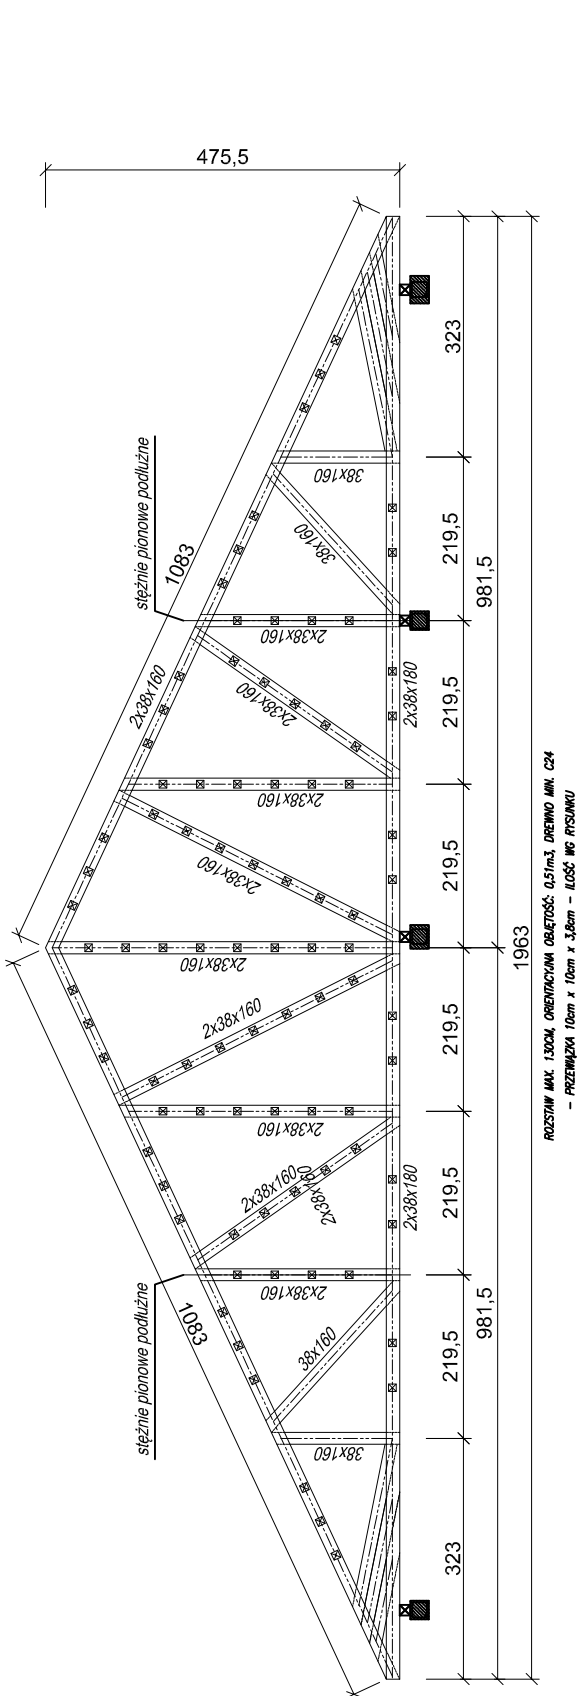 475,5
stężnie pionowe podłużne
1083
2x38x160
38x160
38x160
2x38x160
2x38x160
2x38x180
2x38x160
2x38x160
2x38x160
2x38x160
2x38x160
2x38x160
2x38x160
2x38x180
2x38x160
38x160
38x160
stężnie pionowe podłużne
1083
323
219,5
219,5
219,5
219,5
219,5
219,5
323
981,5
981,5
1963
ROZSTAW MAX. 130CM, ORIENTACYJNA OBJĘTOŚĆ: 0,51m3, DREWNO MIN. C24
- PRZEWIĄZKA 10cm x 10cm x 3,8cm - ILOŚĆ WG RYSUNKU